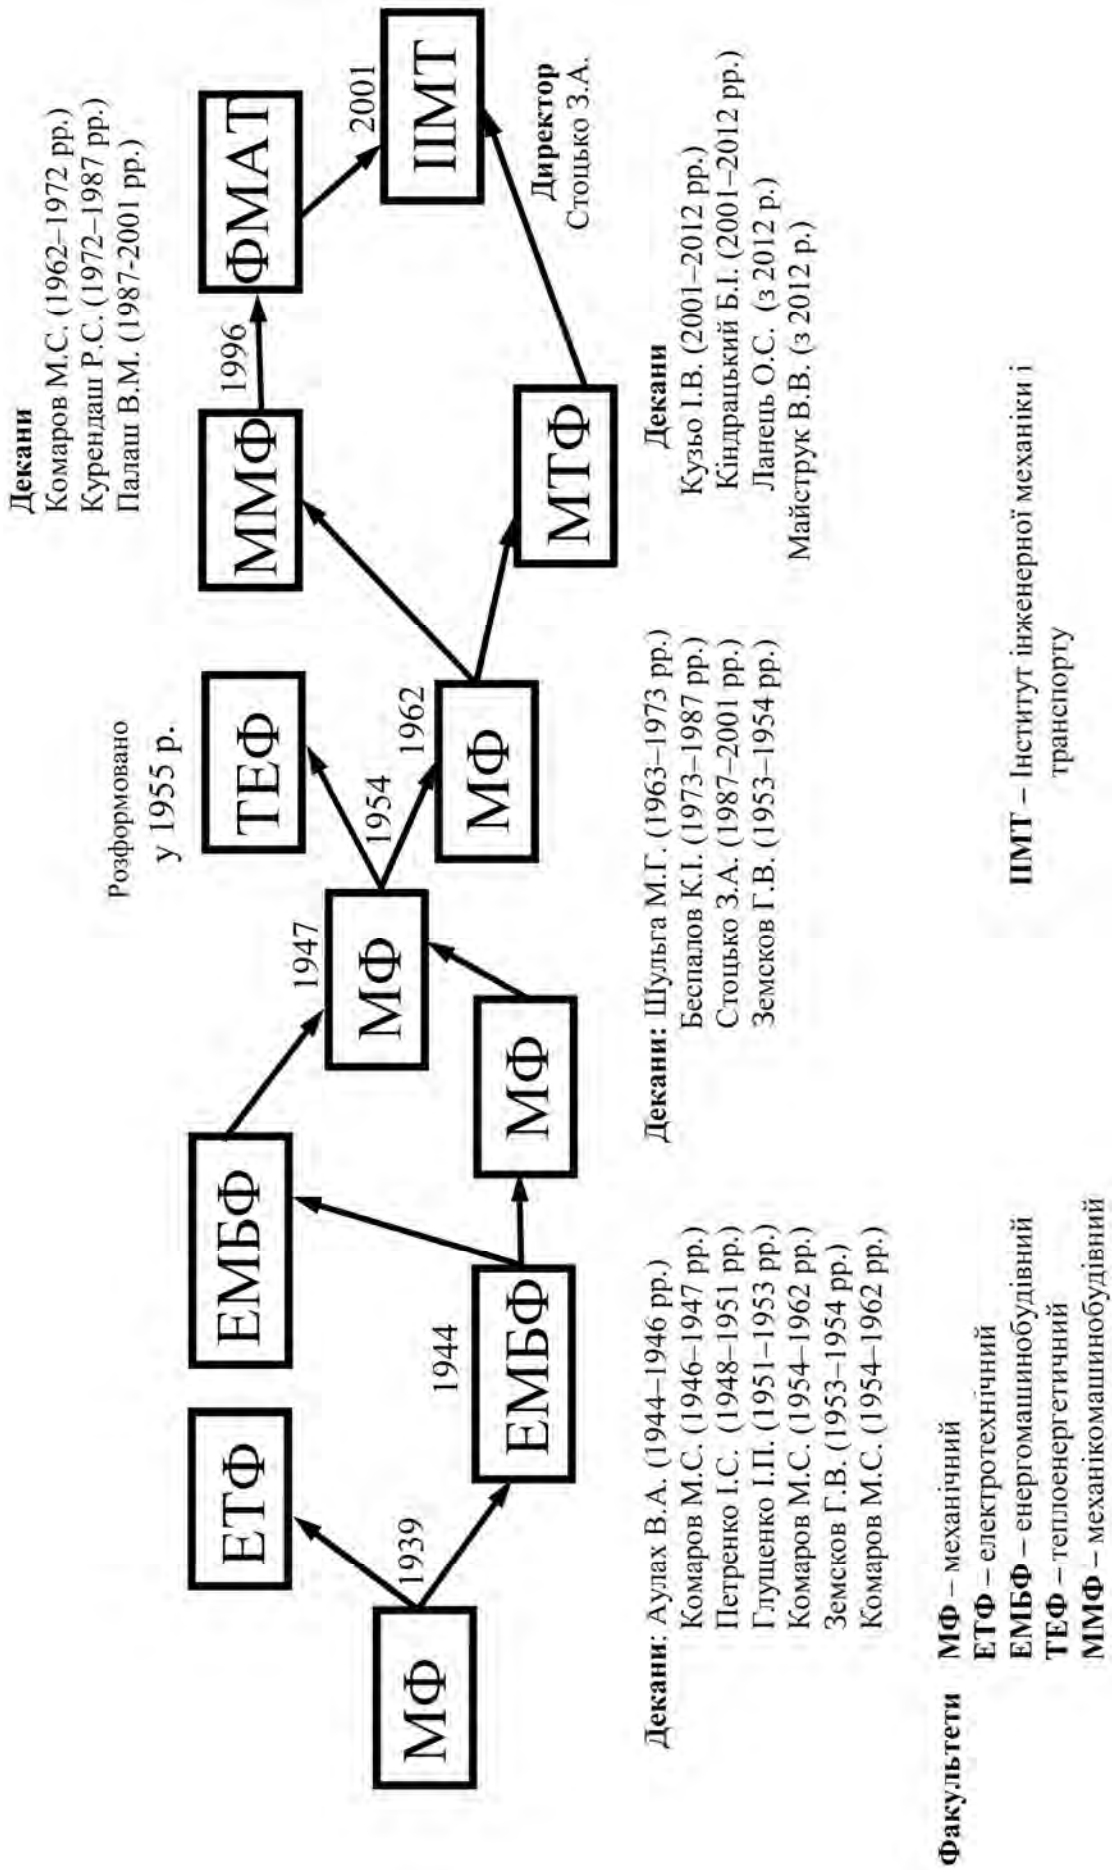 МФ
1939
ЕТФ
1944
ЕМБФ
ЕМБФ
МФ
1947
МФ
Розформовано
у 1955 р.
1954
ТЕФ
1962
МФ
ММФ
1996
ФМАТ
МТФ
2001
ІІМТ
Директор
Стоцько З.А.
Декани
Комаров М.С. (1962–1972 рр.)
Курендаш Р.С. (1972–1987 рр.)
Палаш В.М. (1987-2001 рр.)
Декани: Аулах В.А. (1944–1946 рр.)
Комаров М.С. (1946–1947 рр.)
Петренко І.С. (1948–1951 рр.)
Глущенко І.П. (1951–1953 рр.)
Комаров М.С. (1954–1962 рр.)
Земсков Г.В. (1953–1954 рр.)
Комаров М.С. (1954–1962 рр.)
Декани: Шульга М.Г. (1963–1973 рр.)
Беспалов К.І. (1973–1987 рр.)
Стоцько З.А. (1987–2001 рр.)
Земсков Г.В. (1953–1954 рр.)
Декани
Кузьо І.В. (2001–2012 рр.)
Кіндрацький Б.І. (2001–2012 рр.)
Ланець О.С. (з 2012 р.)
Майструк В.В. (з 2012 р.)
Факультети МФ – механічний
ЕТФ – електротехнічний
ЕМБФ – енергомашинобудівний
ТЕФ – теплоенергетичний
ММФ – механікомашинобудівний
ІІМТ – Інститут інженерної механіки і
транспорту